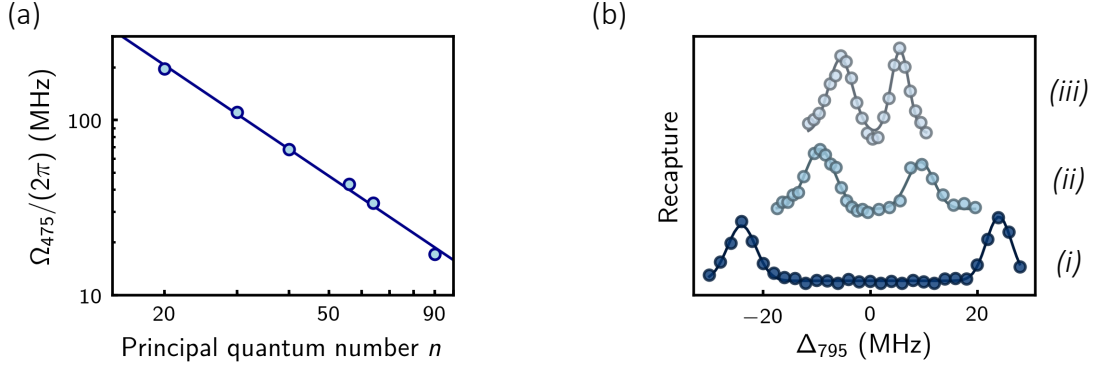 (a)
Ω475/(2π) (MHz)
100
10
20 50 90
Principal quantum number n
(b)
Recapture
(iii)
(ii)
(i)
−20 0 20
Δ795 (MHz)